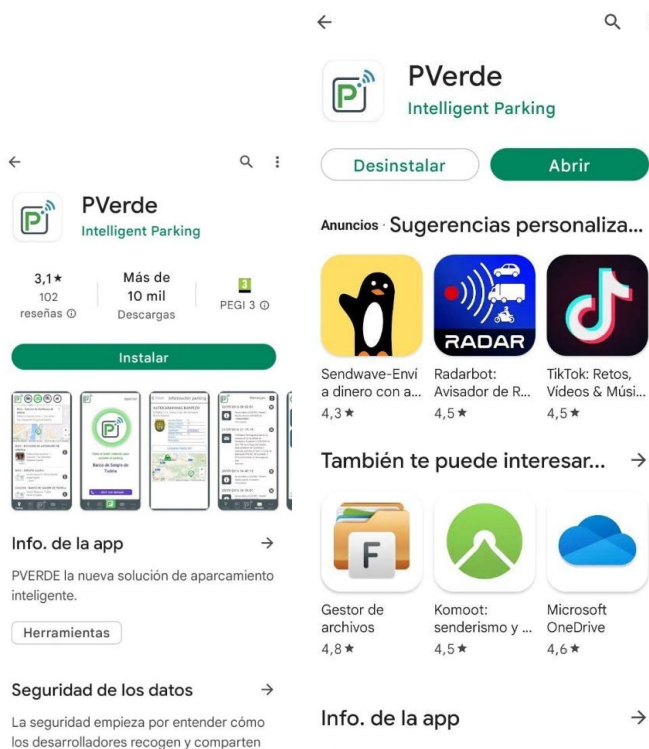 PVerde
Intelligent Parking
3,1★
102
reseñas
Más de
10 mil
Descargas
3
PEGI 3
Instalar
Info. de la app
PVERDE la nueva solución de aparcamiento
inteligente.
Herramientas
Seguridad de los datos
La seguridad empieza por entender cómo
los desarrolladores recogen y comparten
PVerde
Intelligent Parking
Desinstalar
Abrir
Anuncios · Sugerencias personaliza...
RADAR
Sendwave-Enví
a dinero con a...
4,3★
Radarbot:
Avisador de R...
4,5★
TikTok: Retos,
Vídeos & Músi...
4,5★
También te puede interesar...
F
Gestor de
archivos
4,8★
Komoot:
senderismo y ...
4,5★
Microsoft
OneDrive
4,6★
Info. de la app